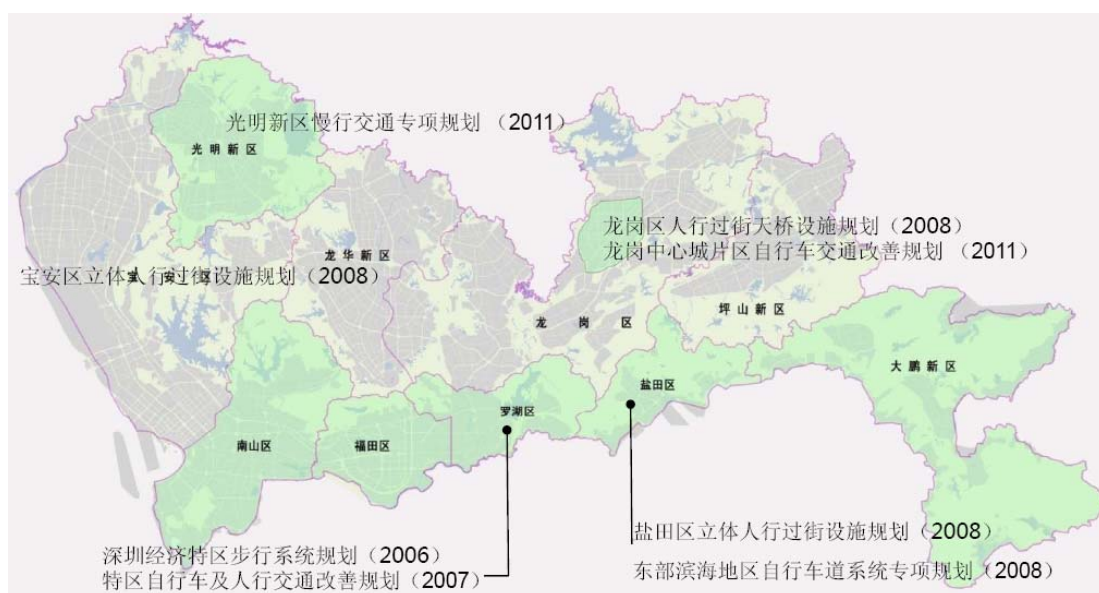 光明新区慢行交通专项规划 （2011）
光明新区
龙岗区人行过街天桥设施规划（2008）
龙岗中心城片区自行车交通改善规划 （2011）
龙华新区
宝安区
宝安区立体人行过街设施规划（2008）
坪山新区
龙岗区
大鹏新区
盐田区
罗湖区
南山区
福田区
盐田区立体人行过街设施规划（2008）
深圳经济特区步行系统规划（2006）
东部滨海地区自行车道系统专项规划（2008）
特区自行车及人行交通改善规划（2007）